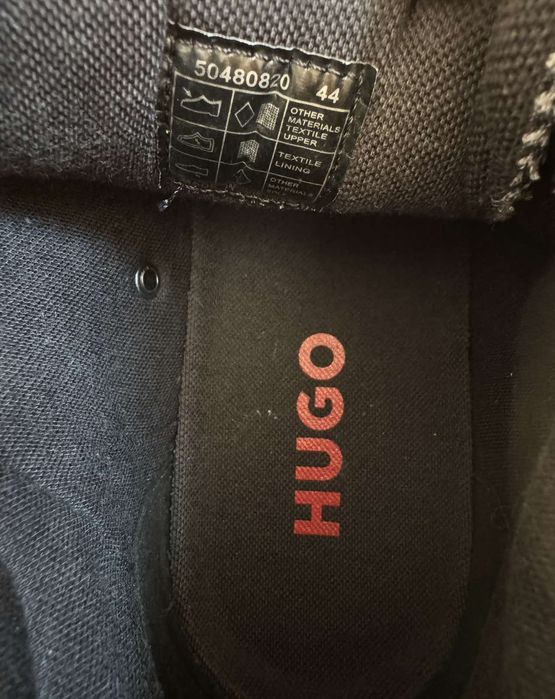 50480820 44
OTHER
MATERIALS
TEXTILE
UPPER
TEXTILE
LINING
OTHER
MATERIALS
HUGO